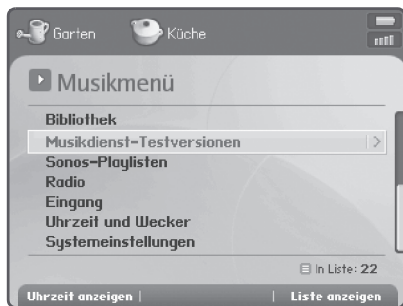 Garten Küche
Musikmenü
Bibliothek
Musikdienst-Testversionen
Sonos-Playlisten
Radio
Eingang
Uhrzeit und Wecker
Systemeinstellungen
In Liste: 22
Uhrzeit anzeigen Liste anzeigen